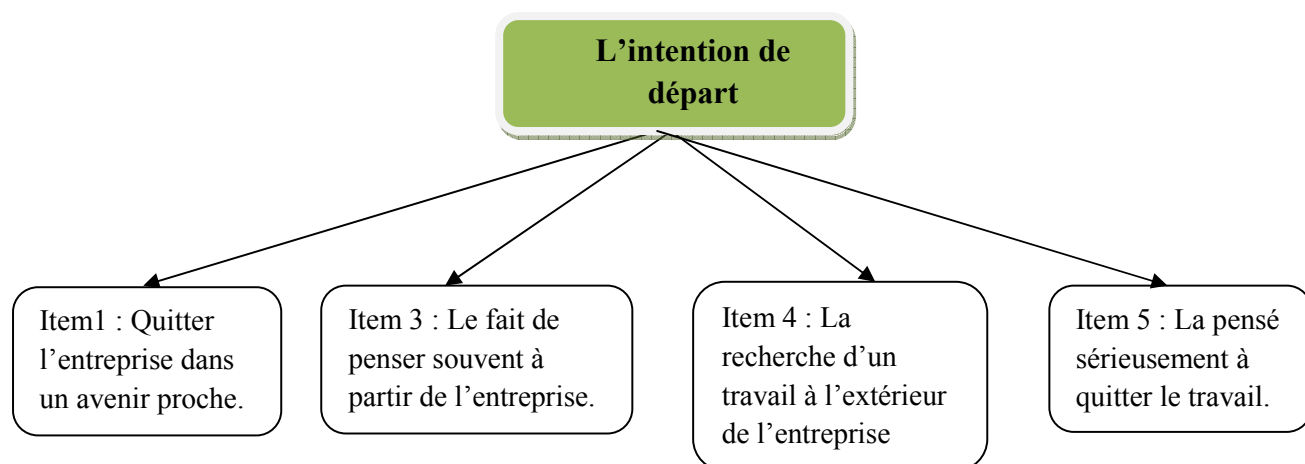 L’intention de
départ
Item1 : Quitter
l’entreprise dans
un avenir proche.
Item 3 : Le fait de
penser souvent à
partir de l’entreprise.
Item 4 : La
recherche d’un
travail à l’extérieur
de l’entreprise
Item 5 : La pensé
sérieusement à
quitter le travail.